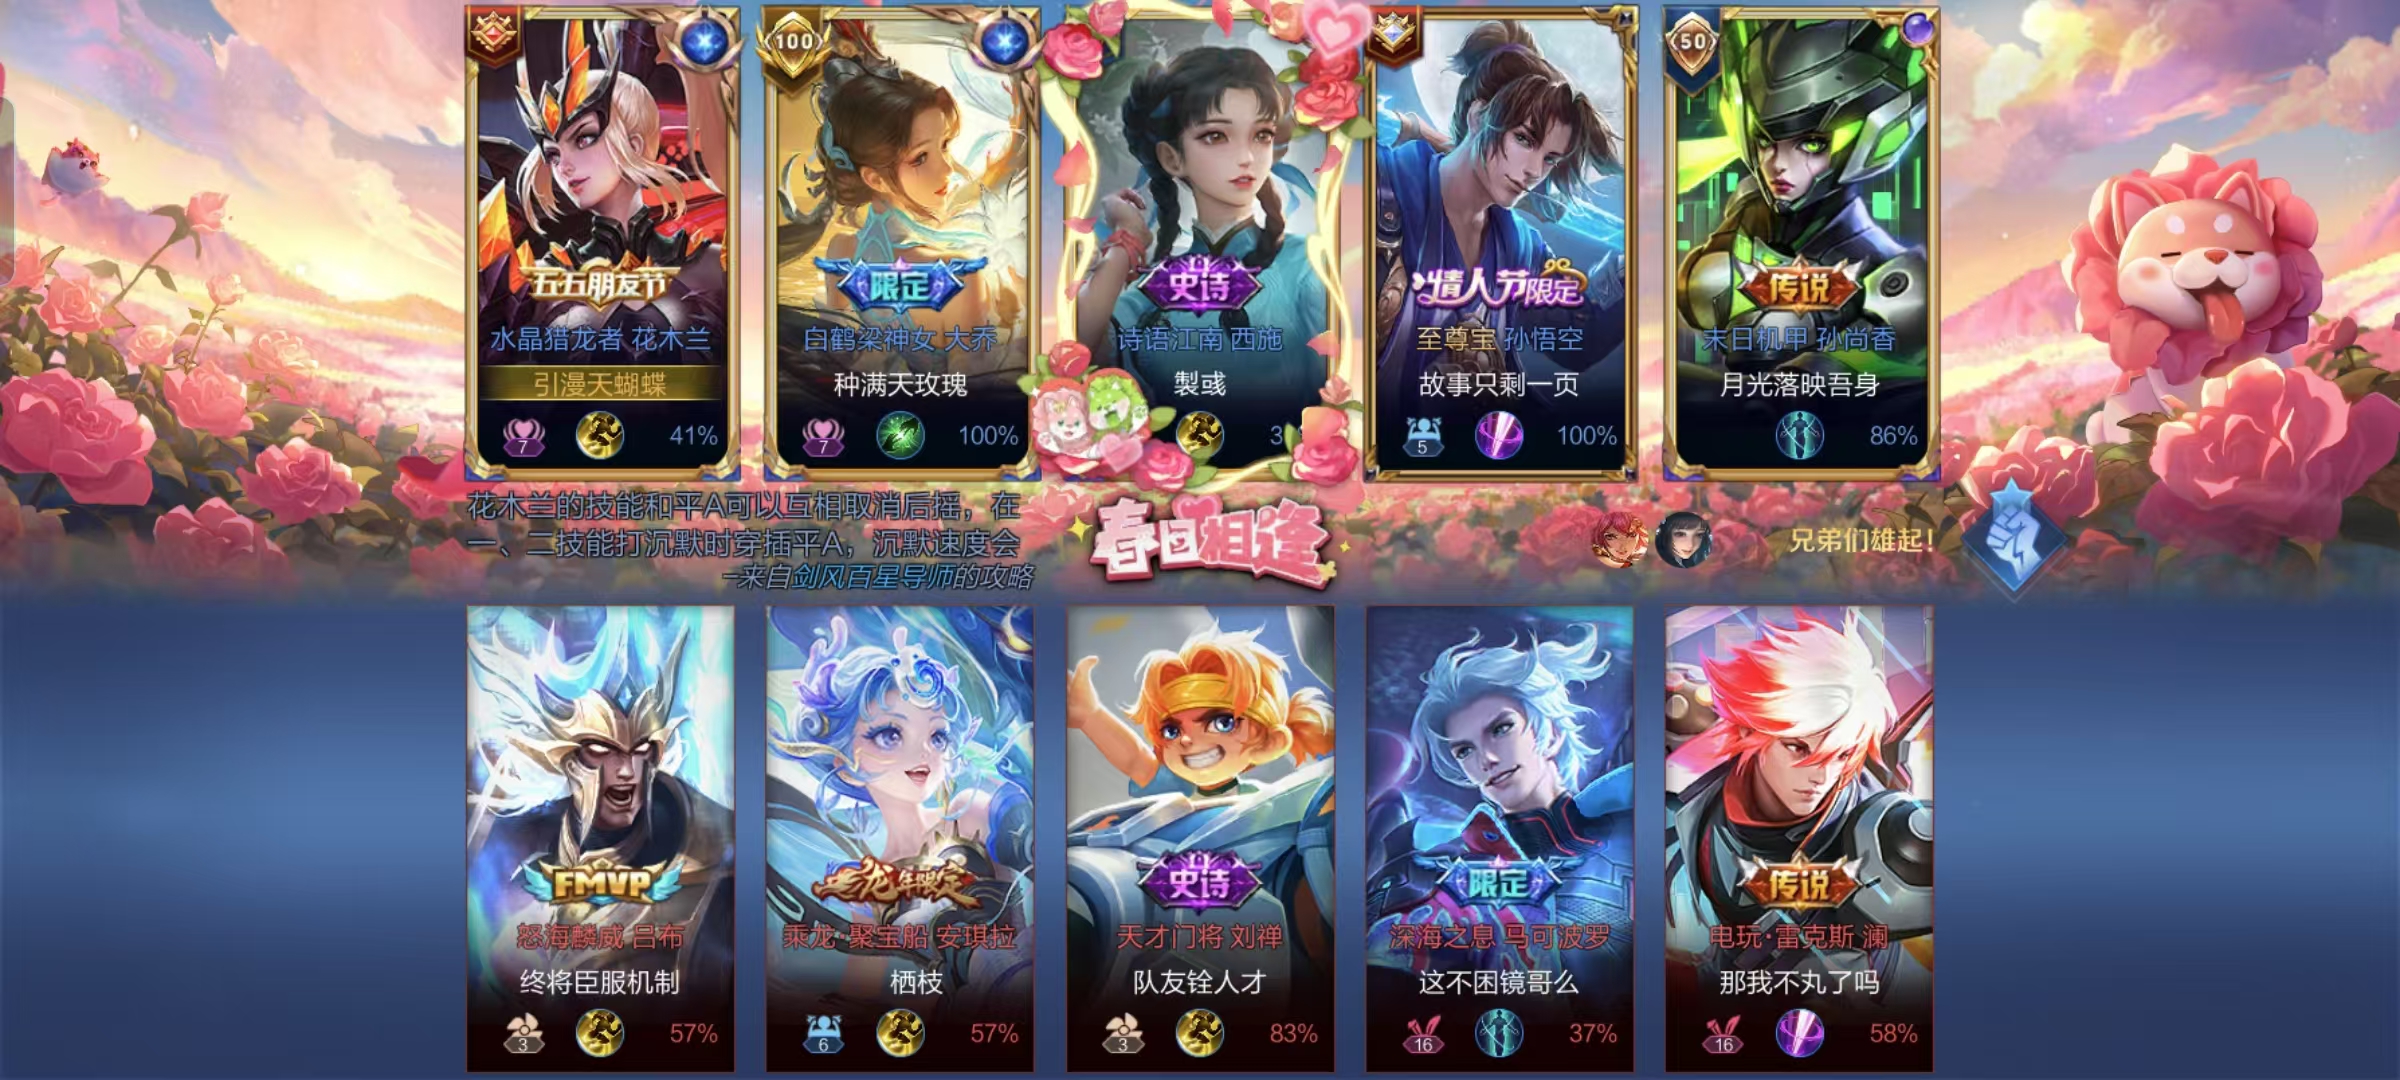 100
50
五五朋友节
限定
史诗
情人节限定
传说
水晶猎龙者 花木兰
白鹤梁神女 大乔
诗语江南 西施
至尊宝 孙悟空
末日机甲 孙尚香
引漫天蝴蝶
种满天玫瑰
製彧
故事只剩一页
月光落映吾身
7
41%
7
100%
3
5
100%
86%
花木兰的技能和平A可以互相取消后摇，在
一、二技能打沉默时穿插平A，沉默速度会
—来自剑风百星导师的攻略
春日相逢
兄弟们雄起！
FMVP
龙年限定
史诗
限定
传说
怒海麟威 吕布
乘龙·聚宝船 安琪拉
天才门将 刘禅
深海之息 马可波罗
电玩·雷克斯 澜
终将臣服机制
栖枝
队友铨人才
这不困镜哥么
那我不丸了吗
3
57%
6
57%
3
83%
16
37%
16
58%